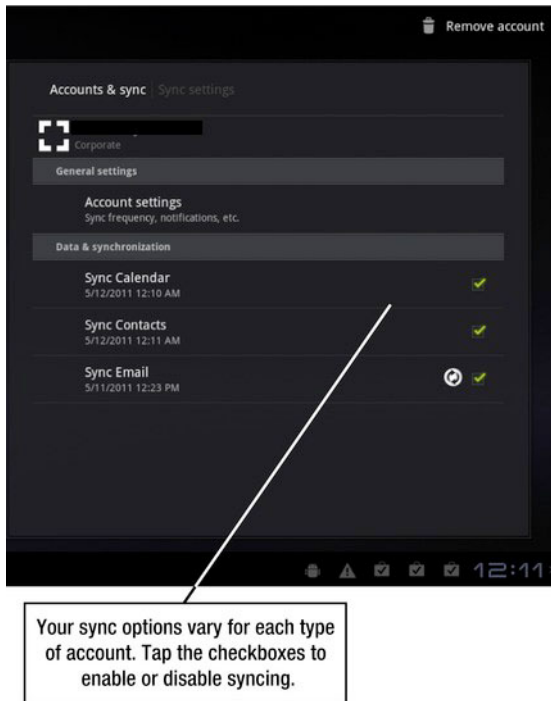 Remove account
Accounts & sync Sync settings
Corporate
General settings
Account settings
Sync frequency, notifications, etc.
Data & synchronization
Sync Calendar
5/12/2011 12:10 AM
Sync Contacts
5/12/2011 12:11 AM
Sync Email
5/11/2011 12:23 PM
12:11
Your sync options vary for each type
of account. Tap the checkboxes to
enable or disable syncing.